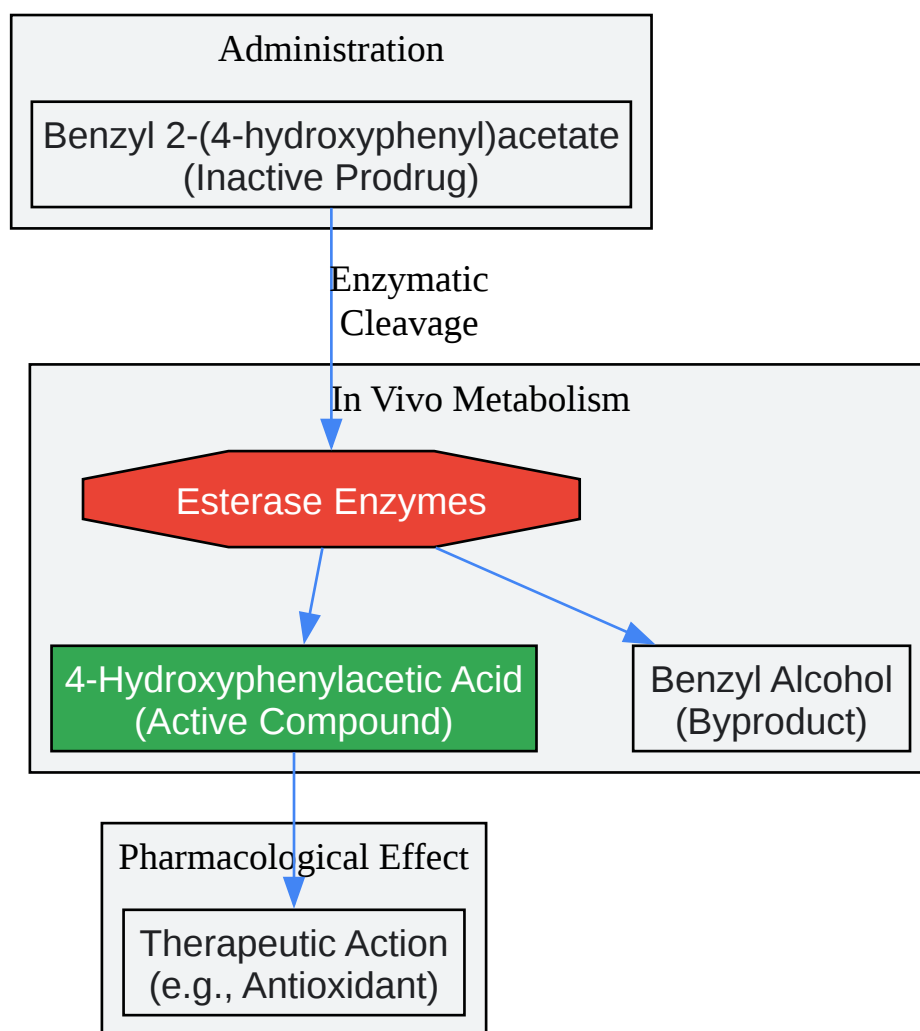 Administration
Benzyl 2-(4-hydroxyphenyl)acetate
(Inactive Prodrug)
Enzymatic
Cleavage
In Vivo Metabolism
Esterase Enzymes
4-Hydroxyphenylacetic Acid
(Active Compound)
Benzyl Alcohol
(Byproduct)
Pharmacological Effect
Therapeutic Action
(e.g., Antioxidant)